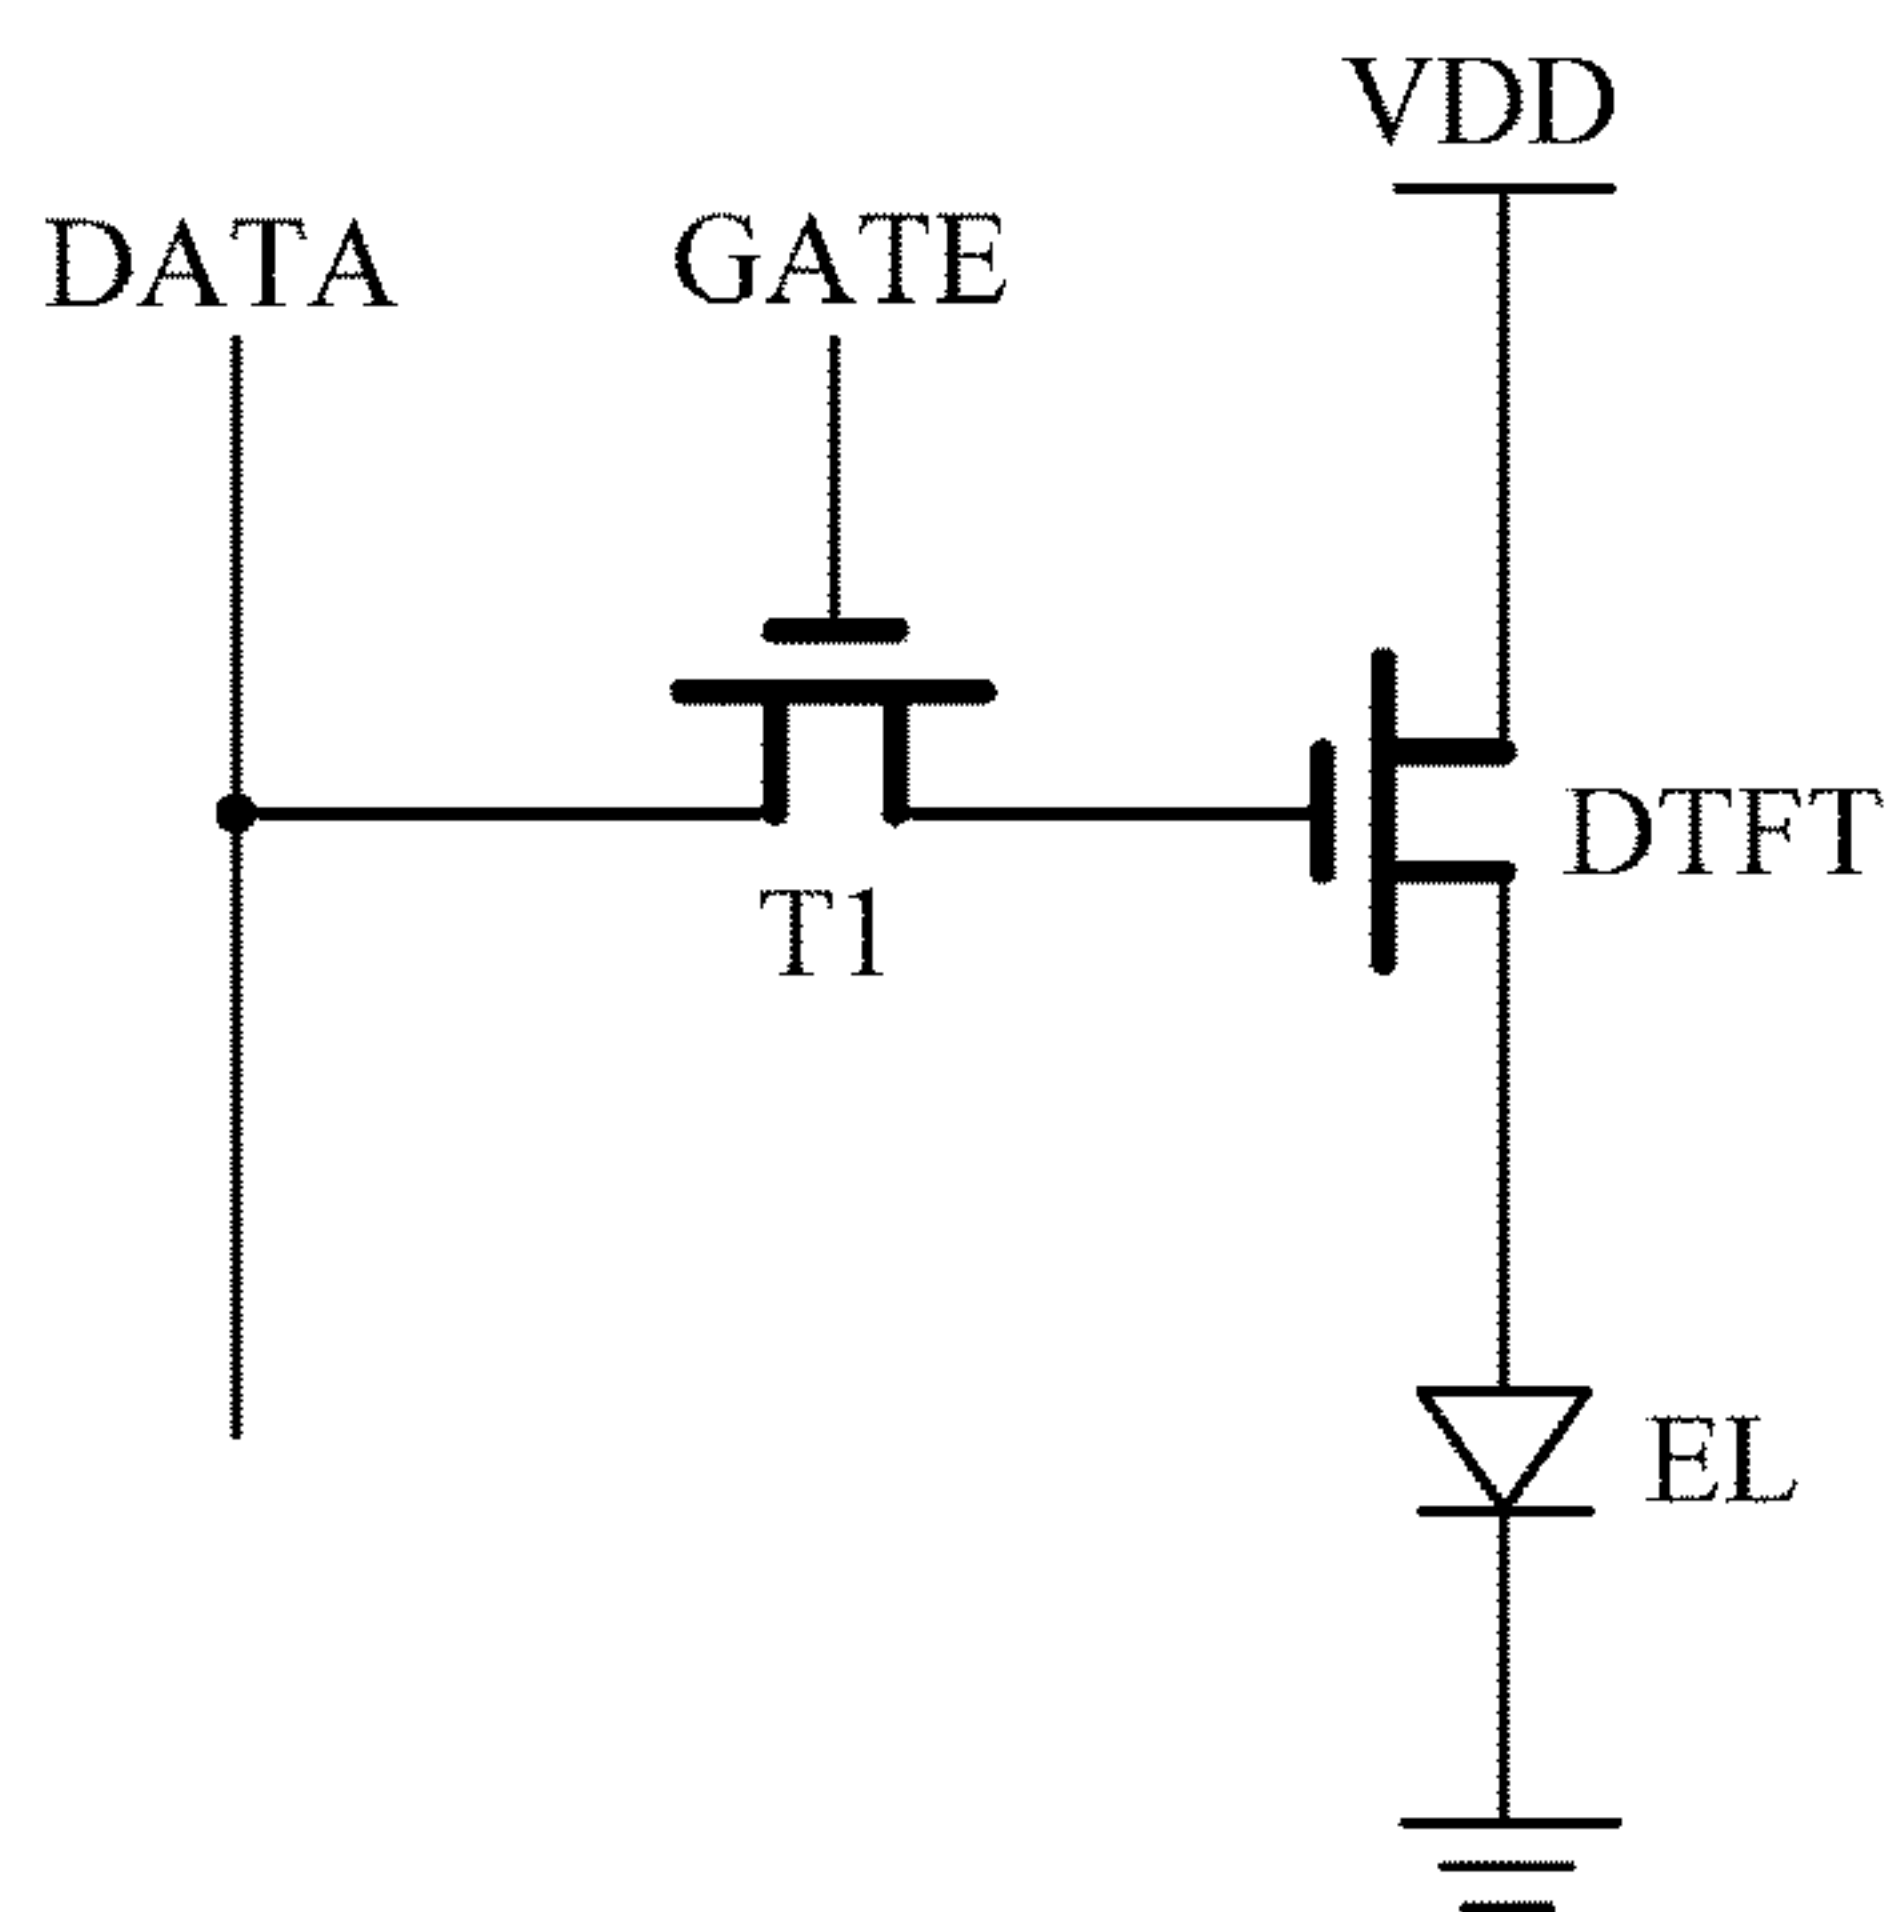 VDD
DATA
GATE
DTFT
T1
EL